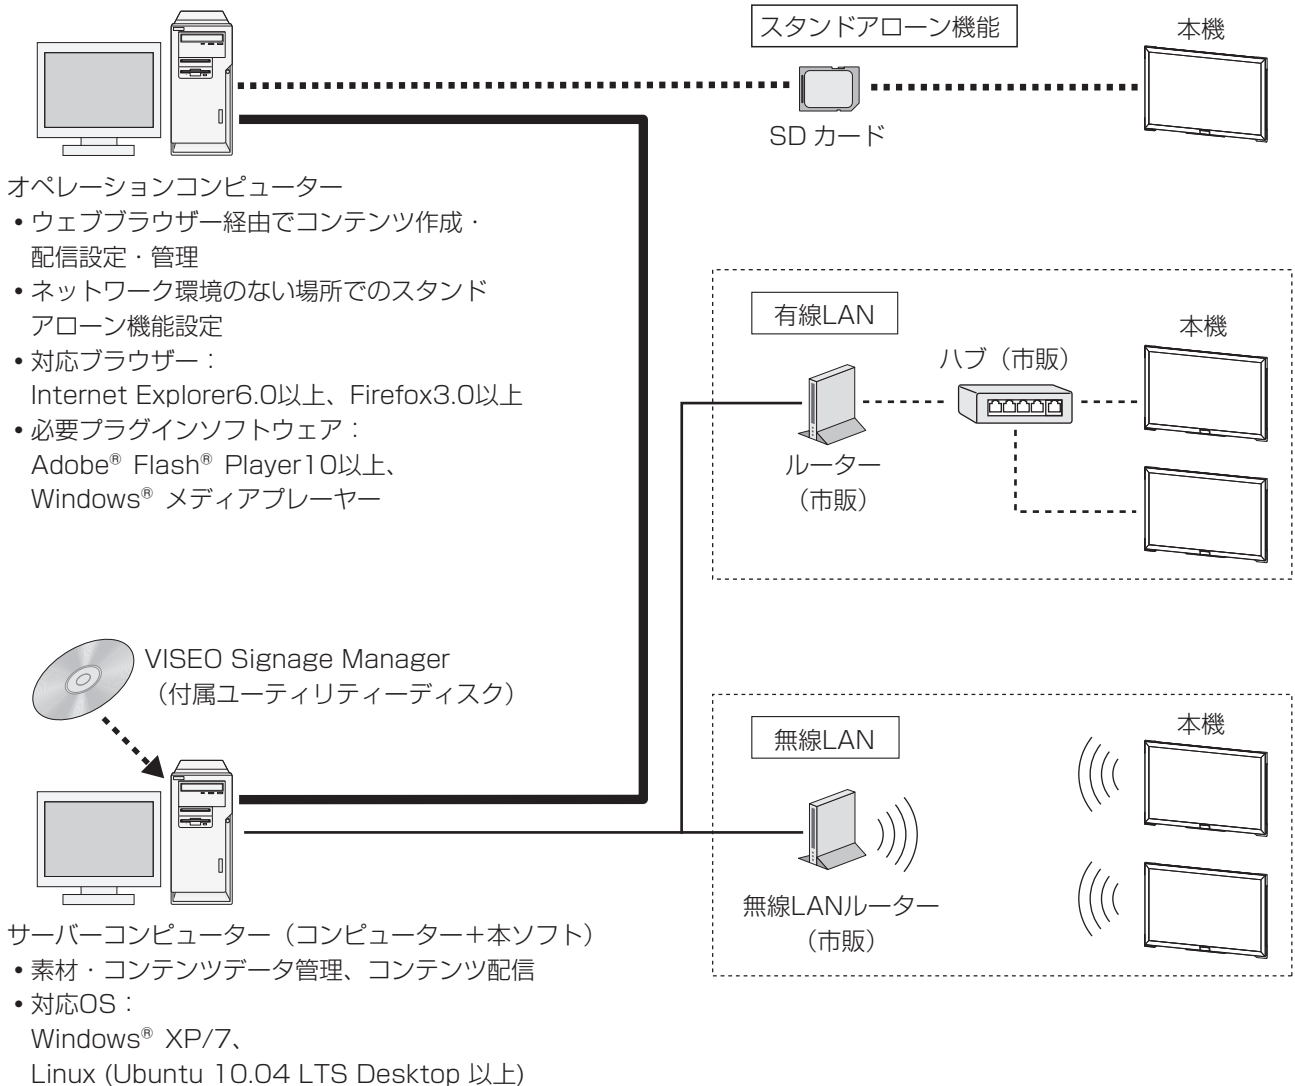 スタンドアローン機能
本機
SD カード
オペレーションコンピューター
•ウェブブラウザー経由でコンテンツ作成・
配信設定・管理
•ネットワーク環境のない場所でのスタンド
アローン機能設定
•対応ブラウザー：
Internet Explorer6.0以上、Firefox3.0以上
•必要プラグインソフトウェア：
Adobe® Flash® Player10以上、
Windows® メディアプレーヤー
有線LAN
本機
ハブ（市販）
ルーター
（市販）
VISEO Signage Manager
（付属ユーティリティーディスク）
無線LAN
本機
無線LANルーター
（市販）
サーバーコンピューター（コンピューター＋本ソフト）
•素材・コンテンツデータ管理、コンテンツ配信
•対応OS：
Windows® XP/7、
Linux (Ubuntu 10.04 LTS Desktop 以上)